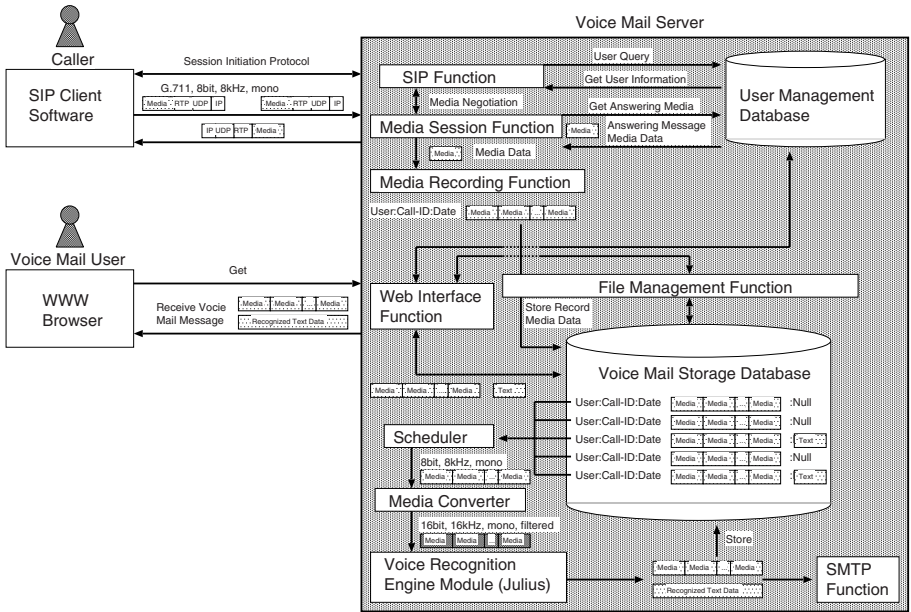 Voice Mail Server
Caller
SIP Client
Software
Session Initiation Protocol
G.711, 8bit, 8kHz, mono
Media RTP UDP IP
Media RTP UDP IP
IP UDP RTP Media
SIP Function
User Query
Get User Information
User Management
Database
Media Negotiation
Media Session Function
Get Answering Media
Media
Answering Message
Media Data
Media
Media Data
Media Recording Function
User:Call-ID:Date
Media Media ... Media
Voice Mail User
WWW
Browser
Get
Receive Vocie
Mail Message
Media Media ... Media
Recognized Text Data
Web Interface
Function
File Management Function
Store Record
Media Data
Voice Mail Storage Database
Media Media ... Media
Text
User:Call-ID:Date Media Media ... Media :Null
User:Call-ID:Date Media Media ... Media :Null
User:Call-ID:Date Media Media ... Media : Text
User:Call-ID:Date Media Media ... Media :Null
User:Call-ID:Date Media Media ... Media : Text
Scheduler
8bit, 8kHz, mono
Media Media ... Media
Media Converter
16bit, 16kHz, mono, filtered
Media Media ... Media
Voice Recognition
Engine Module (Julius)
Store
Media Media ... Media
Recognized Text Data
SMTP
Function